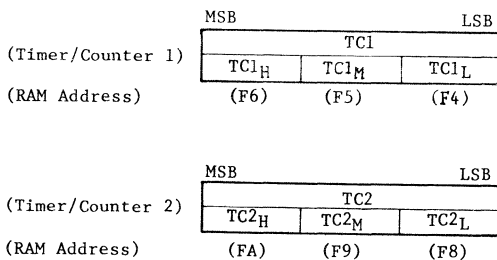 MSB LSB
(Timer/Counter 1) TC1
TC1H TC1M TC1L
(RAM Address) (F6) (F5) (F4)
MSB LSB
(Timer/Counter 2) TC2
TC2H TC2M TC2L
(RAM Address) (FA) (F9) (F8)